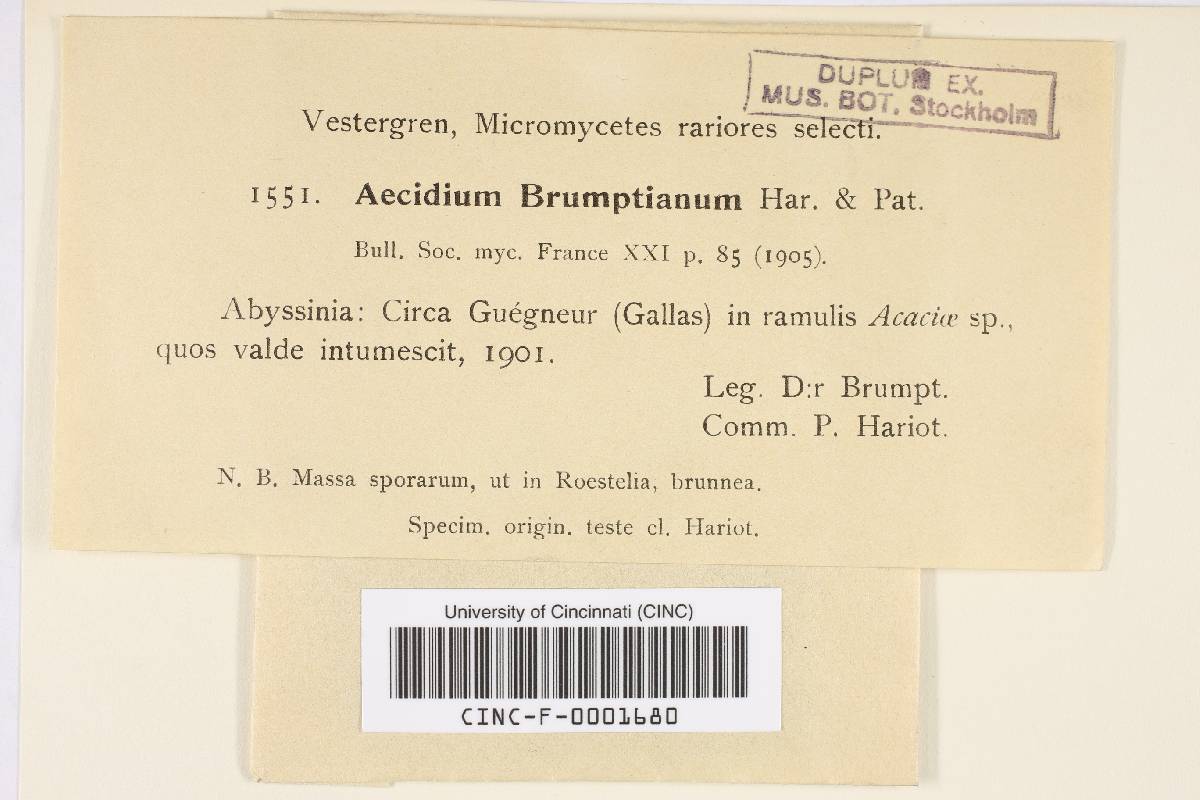 DUPLUM EX.
MUS. BOT. Stockholm
Vestergren, Micromycetes rariores selecti.
1551. Aecidium Brumptianum Har. & Pat.
Bull. Soc. myc. France XXI p. 85 (1905).
Abyssinia: Circa Guégneur (Gallas) in ramulis Acaciæ sp.,
quos valde intumescit, 1901.
Leg. D:r Brumpt.
Comm. P. Hariot.
N. B. Massa sporarum, ut in Roestelia, brunnea.
Specim. origin. teste cl. Hariot.
University of Cincinnati (CINC)
CINC-F-0001680